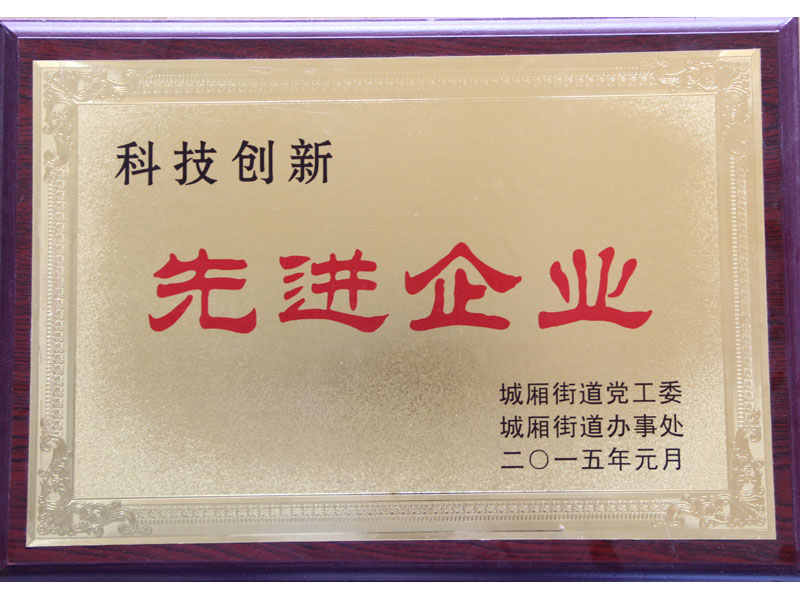 科技创新
先进企业
城厢街道党工委
城厢街道办事处
二〇一五年元月